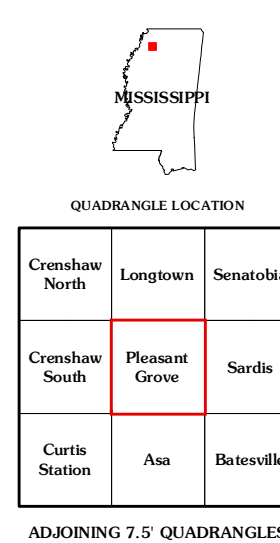 MISSISSIPPI
QUADRANGLE LOCATION
Crenshaw
North
Longtown
Senatobia
Crenshaw
South
Pleasant
Grove
Sardis
Curtis
Station
Asa
Batesville
ADJOINING 7.5' QUADRANGLES